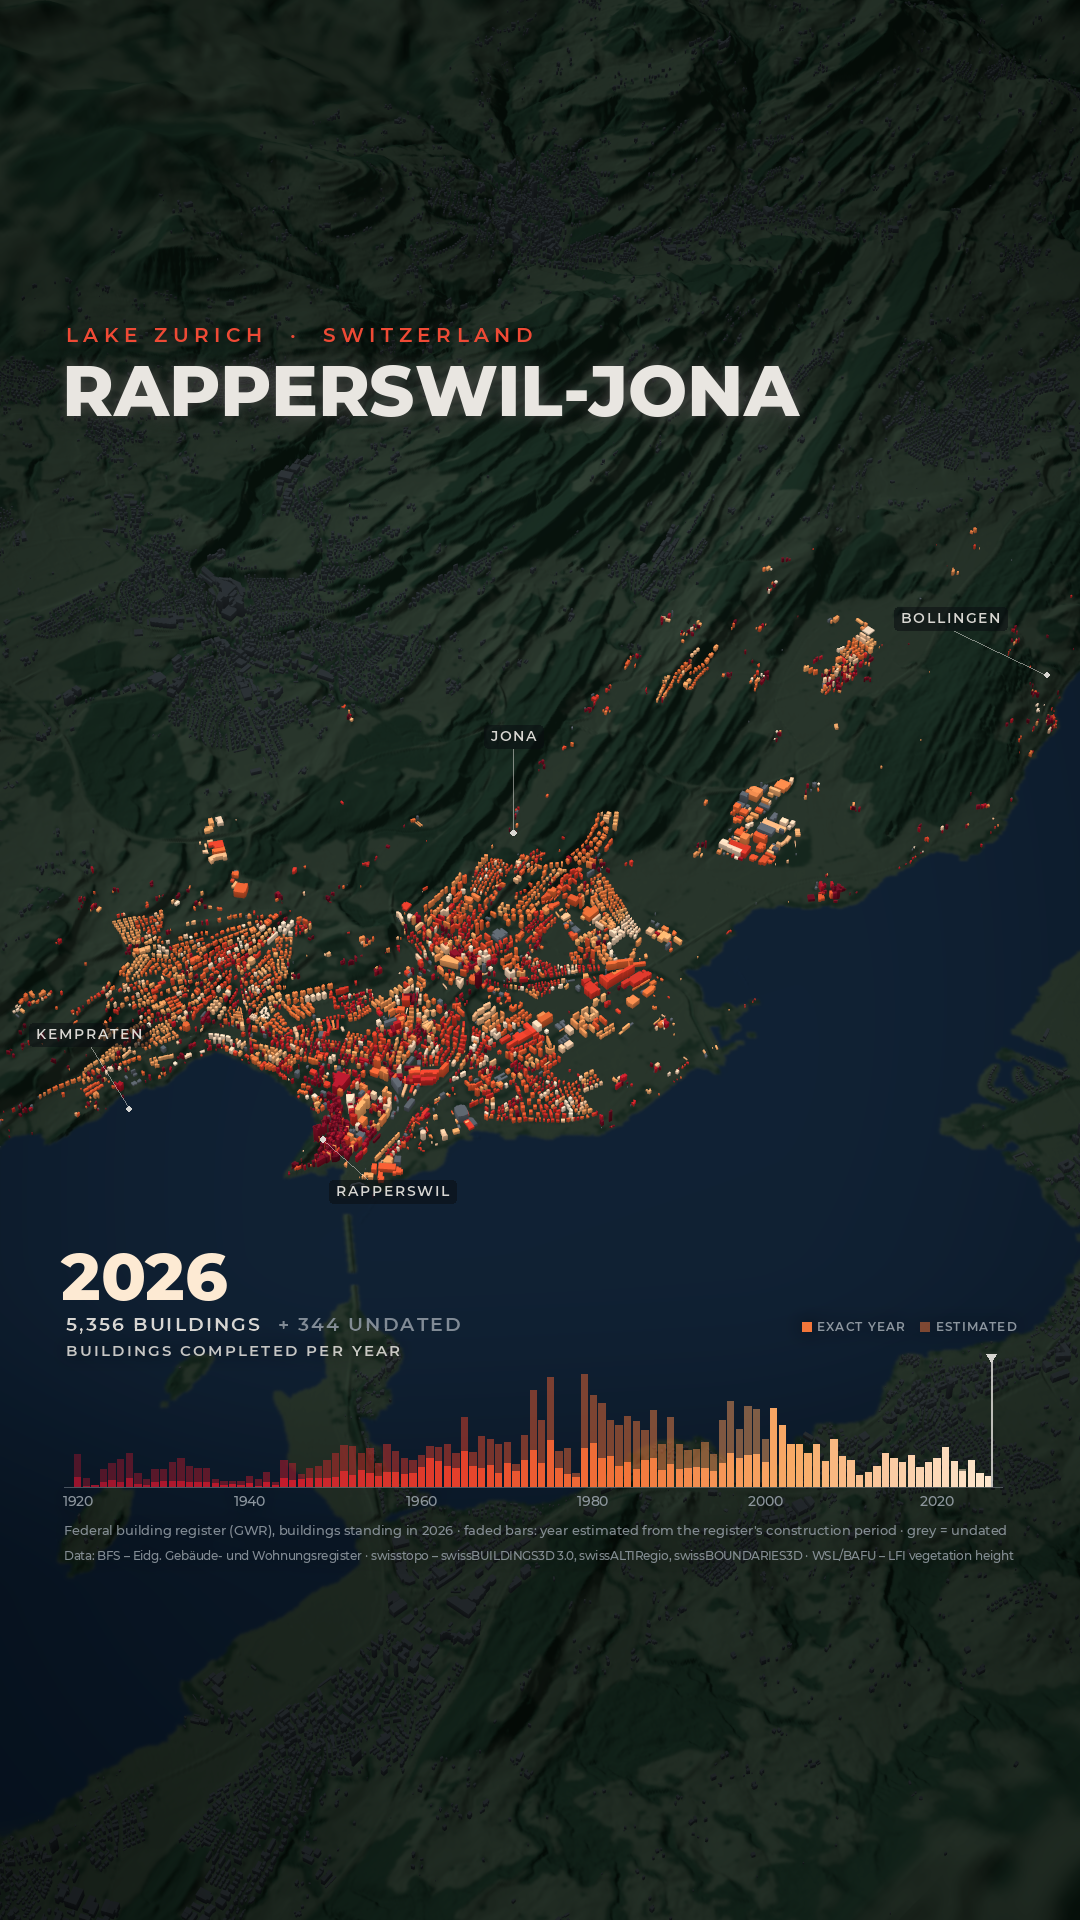 LAKE ZURICH · SWITZERLAND
RAPPERSWIL-JONA
BOLLINGEN
JONA
KEMPRATEN
RAPPERSWIL
2026
5,356 BUILDINGS + 344 UNDATED
EXACT YEAR ESTIMATED
BUILDINGS COMPLETED PER YEAR
1920 1940 1960 1980 2000 2020
Federal building register (GWR), buildings standing in 2026 · faded bars: year estimated from the register's construction period · grey = undated
Data: BFS – Eidg. Gebäude- und Wohnungsregister · swisstopo – swissBUILDINGS3D 3.0, swissALTIRegio, swissBOUNDARIES3D · WSL/BAFU – LFI vegetation height